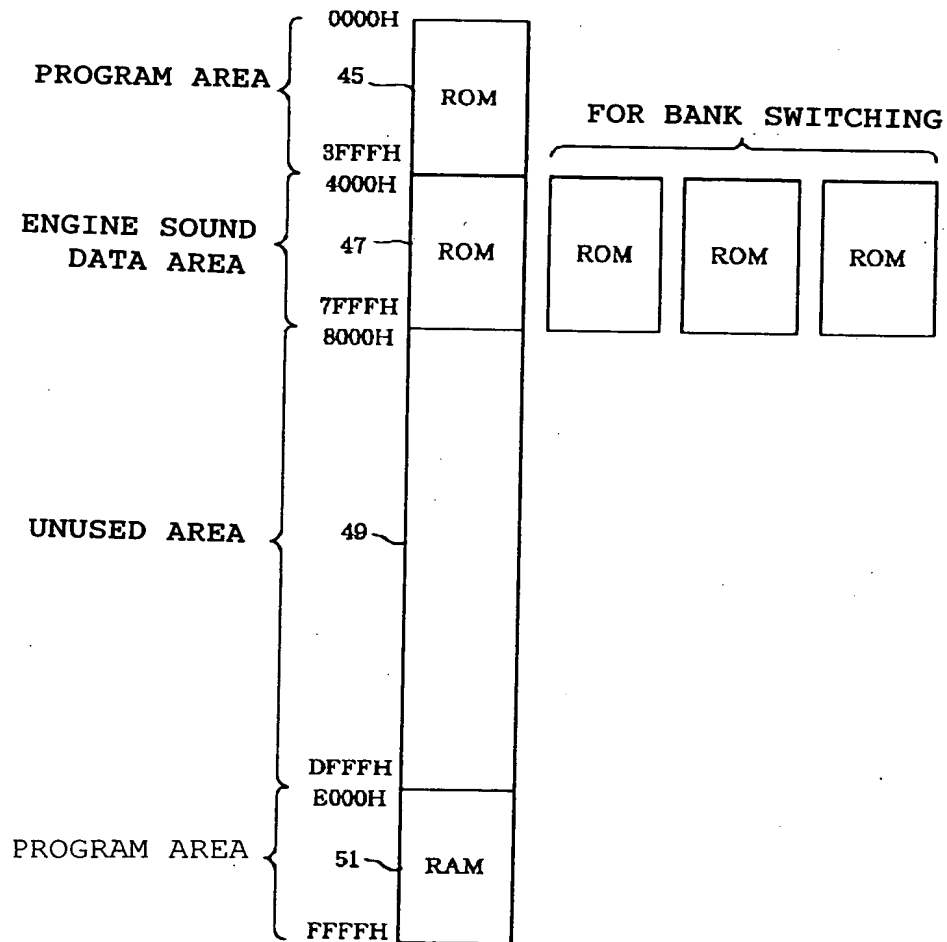 0000H
PROGRAM AREA
45
ROM
FOR BANK SWITCHING
3FFFH
4000H
ENGINE SOUND
DATA AREA
47
ROM
ROM
ROM
ROM
7FFFH
8000H
UNUSED AREA
49
DFFFH
E000H
PROGRAM AREA
51
RAM
FFFFH